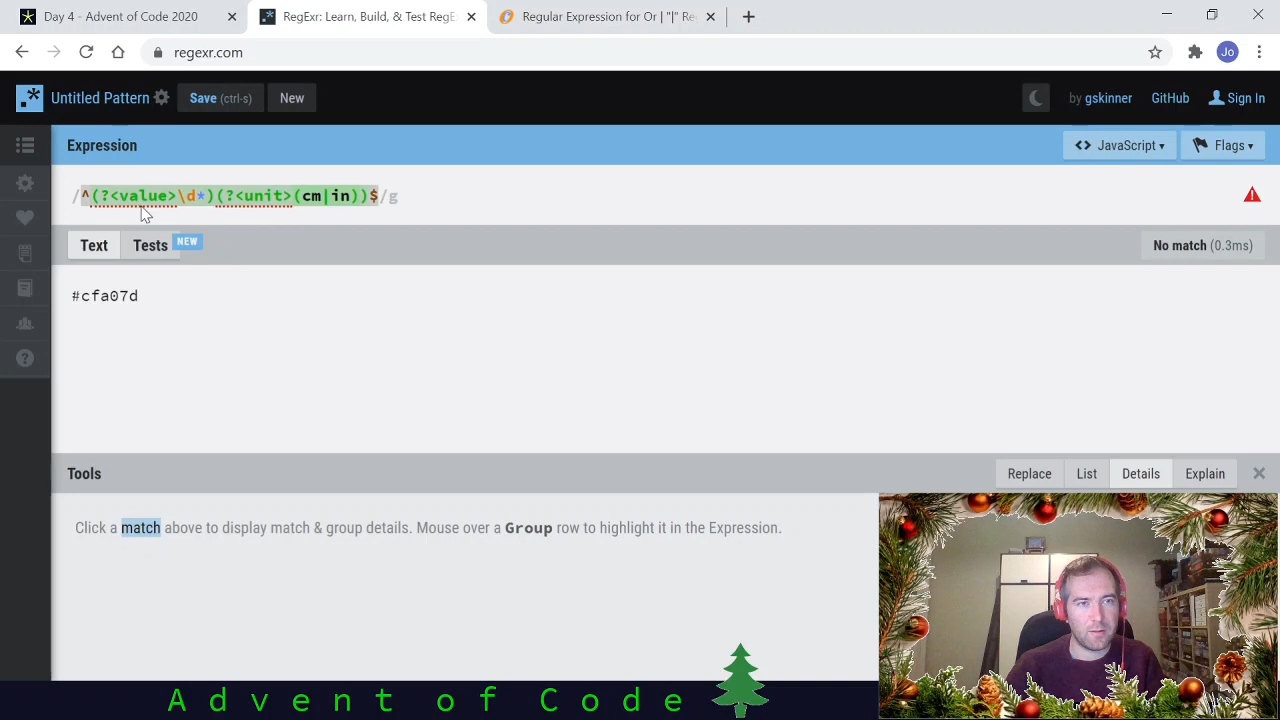 Day 4 - Advent of Code 2020
RegExr: Learn, Build, & Test RegE
Regular Expression for Or | "|" Re
regexr.com
Jo
Untitled Pattern
Save (ctrl-s)
New
by gskinner
GitHub
Sign In
Expression
<> JavaScript
Flags
/^(?<value>\d*)(?<unit>(cm|in))$/g
Text
Tests
NEW
No match (0.3ms)
#cfa07d
Tools
Replace
List
Details
Explain
Click a match above to display match & group details. Mouse over a Group row to highlight it in the Expression.
Advent of Code